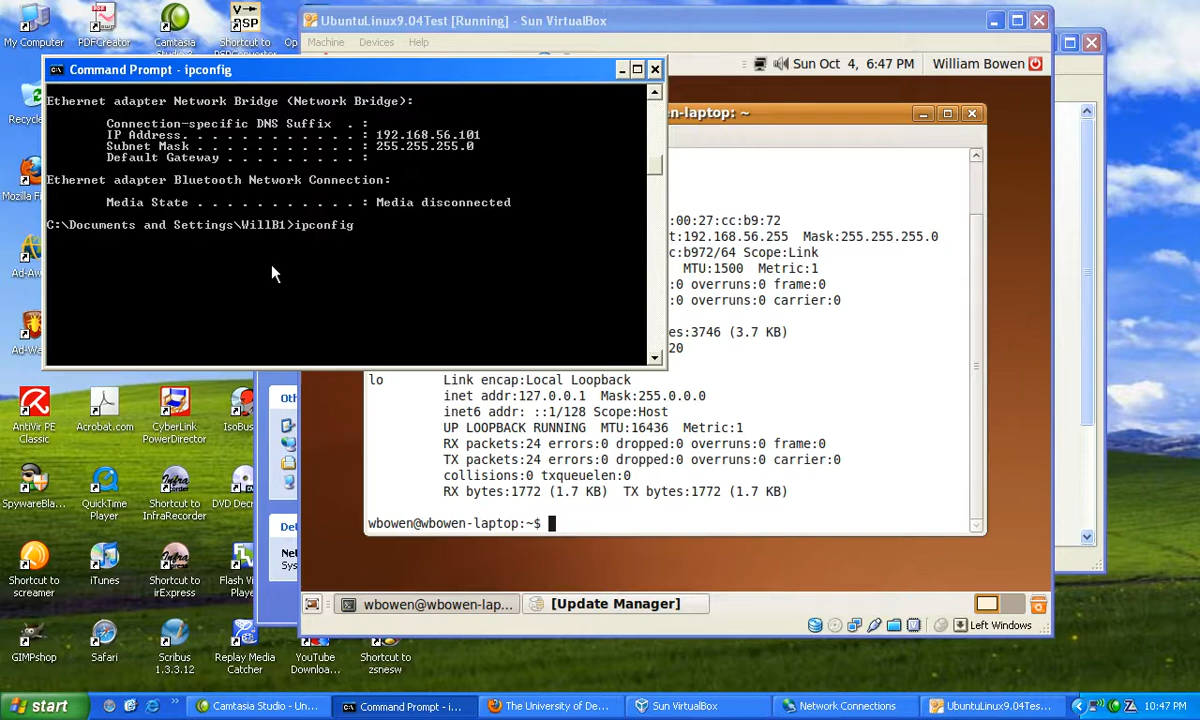 My Computer
PDFCreator
Camtasia
Studio
Shortcut to
Recycle
Mozilla Fi
Ad-Aw
Ad-Wa
AntiVir PE
Classic
Acrobat.com
CyberLink
PowerDirector
IsoBus
SpywareBla...
QuickTime
Player
Shortcut to
InfraRecorder
DVD Decr
Shortcut to
screamer
iTunes
Shortcut to
irExpress
Flash Vi
Playe
GIMPshop
Safari
Scribus
1.3.3.12
Replay Media
Catcher
YouTube
Downloa...
Shortcut to
zsnesw
UbuntuLinux9.04Test [Running] - Sun VirtualBox
Machine Devices Help
Sun Oct 4, 6:47 PM William Bowen
Command Prompt - ipconfig
Ethernet adapter Network Bridge (Network Bridge):
Connection-specific DNS Suffix . :
IP Address. . . . . . . . . . . . : 192.168.56.101
Subnet Mask . . . . . . . . . . . : 255.255.255.0
Default Gateway . . . . . . . . . :
Ethernet adapter Bluetooth Network Connection:
Media State . . . . . . . . . . . : Media disconnected
C:\Documents and Settings\WillB1>ipconfig
en-laptop: ~
:00:27:cc:b9:72
t:192.168.56.255 Mask:255.255.255.0
c:b972/64 Scope:Link
MTU:1500 Metric:1
:0 overruns:0 frame:0
:0 overruns:0 carrier:0
es:3746 (3.7 KB)
20
lo Link encap:Local Loopback
inet addr:127.0.0.1 Mask:255.0.0.0
inet6 addr: ::1/128 Scope:Host
UP LOOPBACK RUNNING MTU:16436 Metric:1
RX packets:24 errors:0 dropped:0 overruns:0 frame:0
TX packets:24 errors:0 dropped:0 overruns:0 carrier:0
collisions:0 txqueuelen:0
RX bytes:1772 (1.7 KB) TX bytes:1772 (1.7 KB)
wbowen@wbowen-laptop:~$
Oth
Det
Net
Sys
wbowen@wbowen-lap...
[Update Manager]
Left Windows
start
Camtasia Studio - Un...
Command Prompt - i...
The University of De...
Sun VirtualBox
Network Connections
UbuntuLinux9.04Tes...
10:47 PM